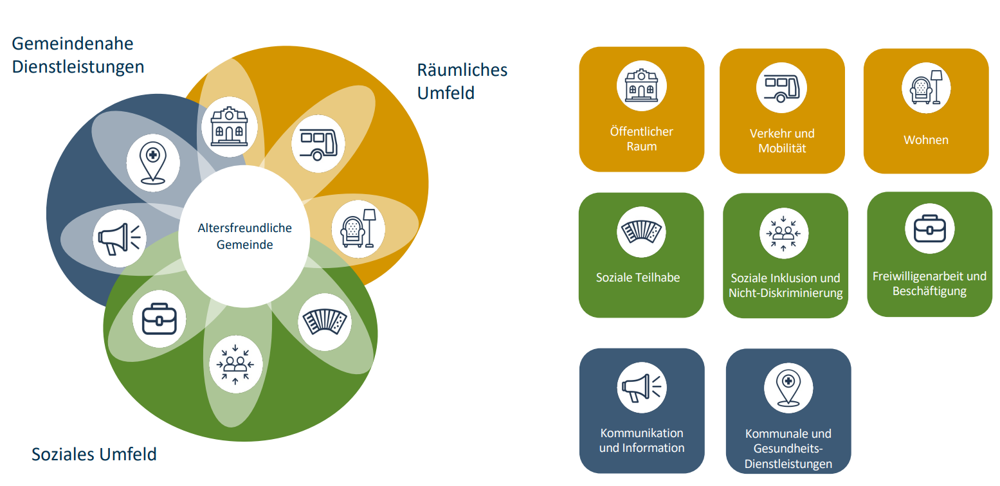 Gemeindenahe
Dienstleistungen
Räumliches
Umfeld
Altersfreundliche
Gemeinde
Soziales Umfeld
Öffentlicher
Raum
Verkehr und
Mobilität
Wohnen
Soziale Teilhabe
Soziale Inklusion und
Nicht-Diskriminierung
Freiwilligenarbeit und
Beschäftigung
Kommunikation
und Information
Kommunale und
Gesundheits-
Dienstleistungen